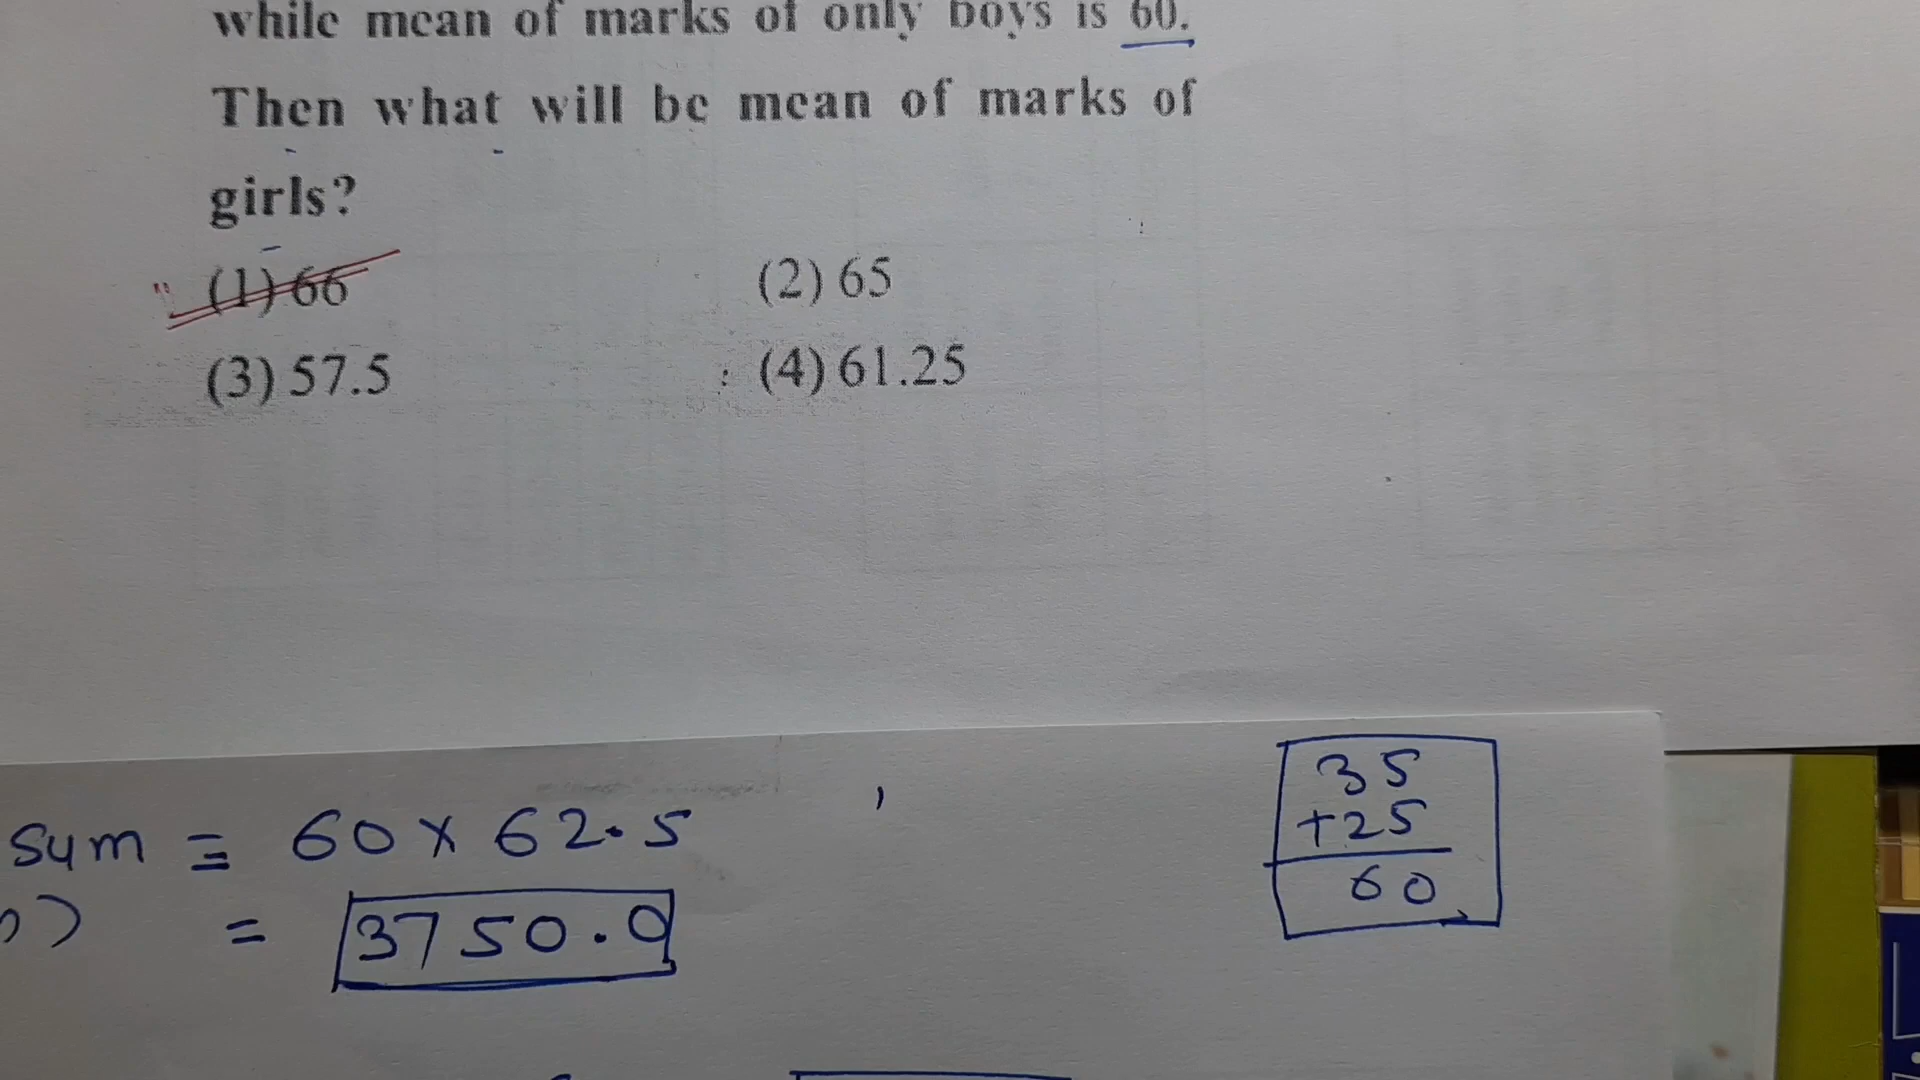 while mean of marks of only boys is 60.
Then what will be mean of marks of
girls?
(1) 66 (2) 65
(3) 57.5 (4) 61.25
35
+25
60
Sum = 60 x 62.5
= 3750.0